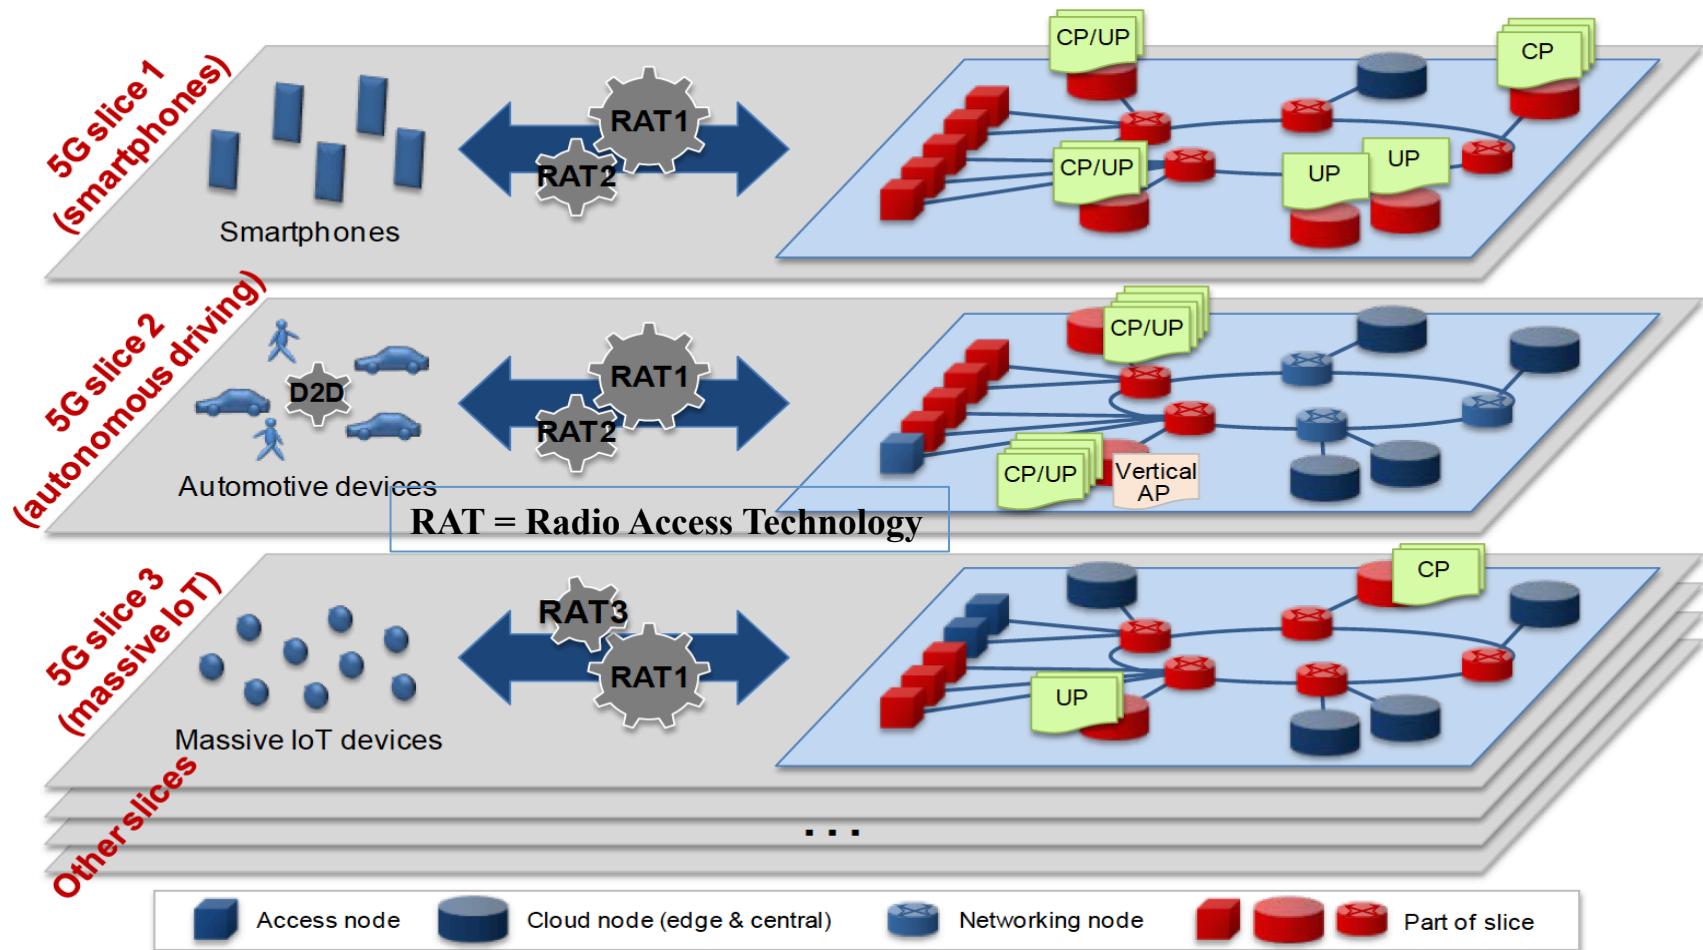 5G slice 1
(smartphones)
Smartphones
RAT1
RAT2
CP/UP
CP/UP
UP
UP
CP
5G slice 2
(autonomous driving)
D2D
Automotive devices
RAT1
RAT2
CP/UP
CP/UP
Vertical
AP
RAT = Radio Access Technology
5G slice 3
(massive IoT)
Massive IoT devices
RAT3
RAT1
UP
CP
Other slices
...
Access node
Cloud node (edge & central)
Networking node
Part of slice